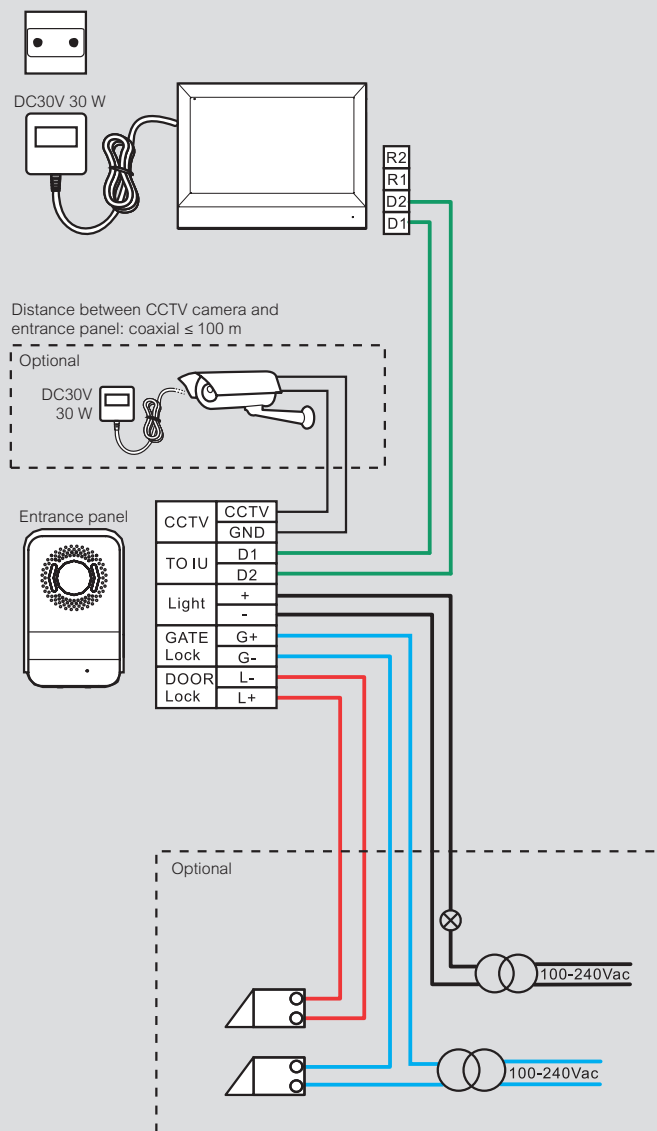 DC30V 30 W
R2
R1
D2
D1
Distance between CCTV camera and
entrance panel: coaxial ≤ 100 m
Optional
DC30V
30 W
Entrance panel
CCTV
CCTV
GND
TO IU
D1
D2
Light
+
-
GATE
Lock
G+
G-
DOOR
Lock
L-
L+
Optional
100-240Vac
100-240Vac